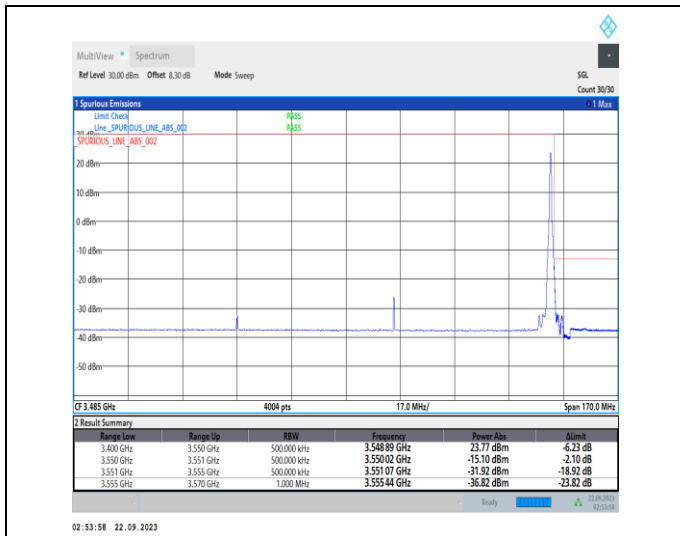 MultiView Spectrum
Ref Level 30.00 dBm Offset 8.30 dB Mode Sweep SGL
Count 30/30
1 Spurious Emissions 1 Max
Limit Check PASS
Line _SPURIOUS_LINE_ABS_002 PASS
_SPURIOUS_LINE_ABS_002
20 dBm
10 dBm
0 dBm
-10 dBm
-20 dBm
-30 dBm
-40 dBm
-50 dBm
CF 3.485 GHz 4004 pts 17.0 MHz/ Span 170.0 MHz
2 Result Summary
Range Low Range Up RBW Frequency Power Abs ΔLimit
3.400 GHz 3.550 GHz 500.000 kHz 3.548 89 GHz 23.77 dBm -6.23 dB
3.550 GHz 3.551 GHz 500.000 kHz 3.550 02 GHz -15.10 dBm -2.10 dB
3.551 GHz 3.555 GHz 500.000 kHz 3.551 07 GHz -31.92 dBm -18.92 dB
3.555 GHz 3.570 GHz 1.000 MHz 3.555 44 GHz -36.82 dBm -23.82 dB
Ready 22.09.2023
02:53:58
02:53:58 22.09.2023